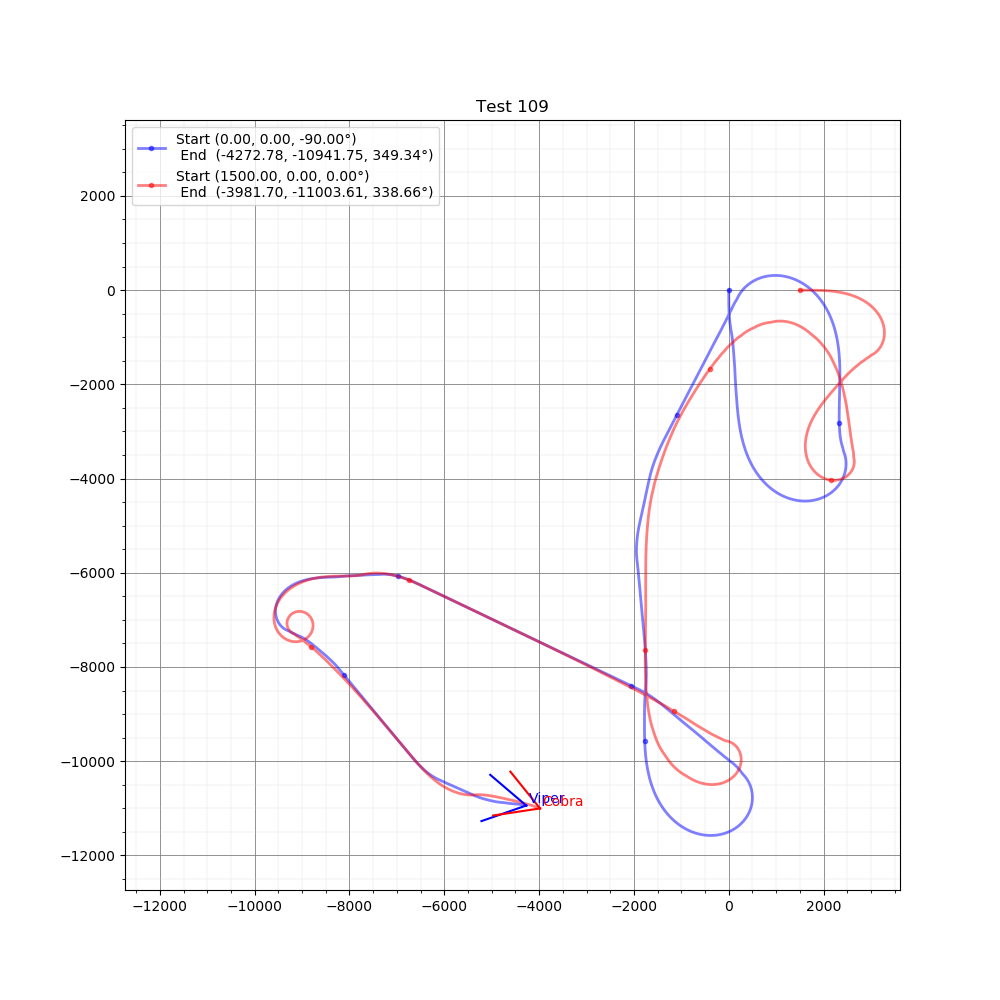 Test 109
Start (0.00, 0.00, -90.00°)
End  (-4272.78, -10941.75, 349.34°)
Start (1500.00, 0.00, 0.00°)
End  (-3981.70, -11003.61, 338.66°)
2000
0
−2000
−4000
−6000
−8000
−10000
−12000
Viper
Cobra
−12000 −10000 −8000 −6000 −4000 −2000 0 2000